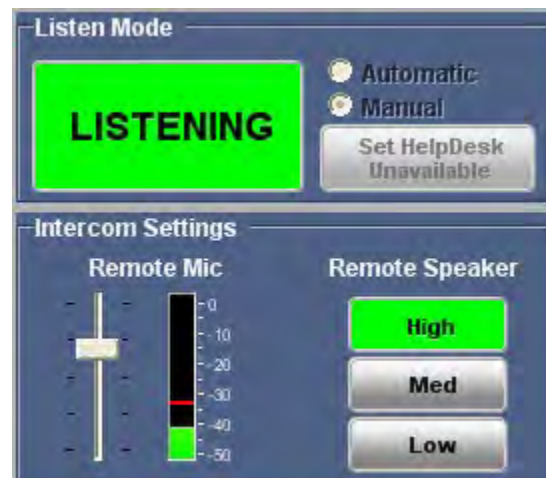 Listen Mode
LISTENING
Automatic
Manual
Set HelpDesk
Unavailable
Intercom Settings
Remote Mic
Remote Speaker
-0
-10
-20
-30
-40
-50
High
Med
Low